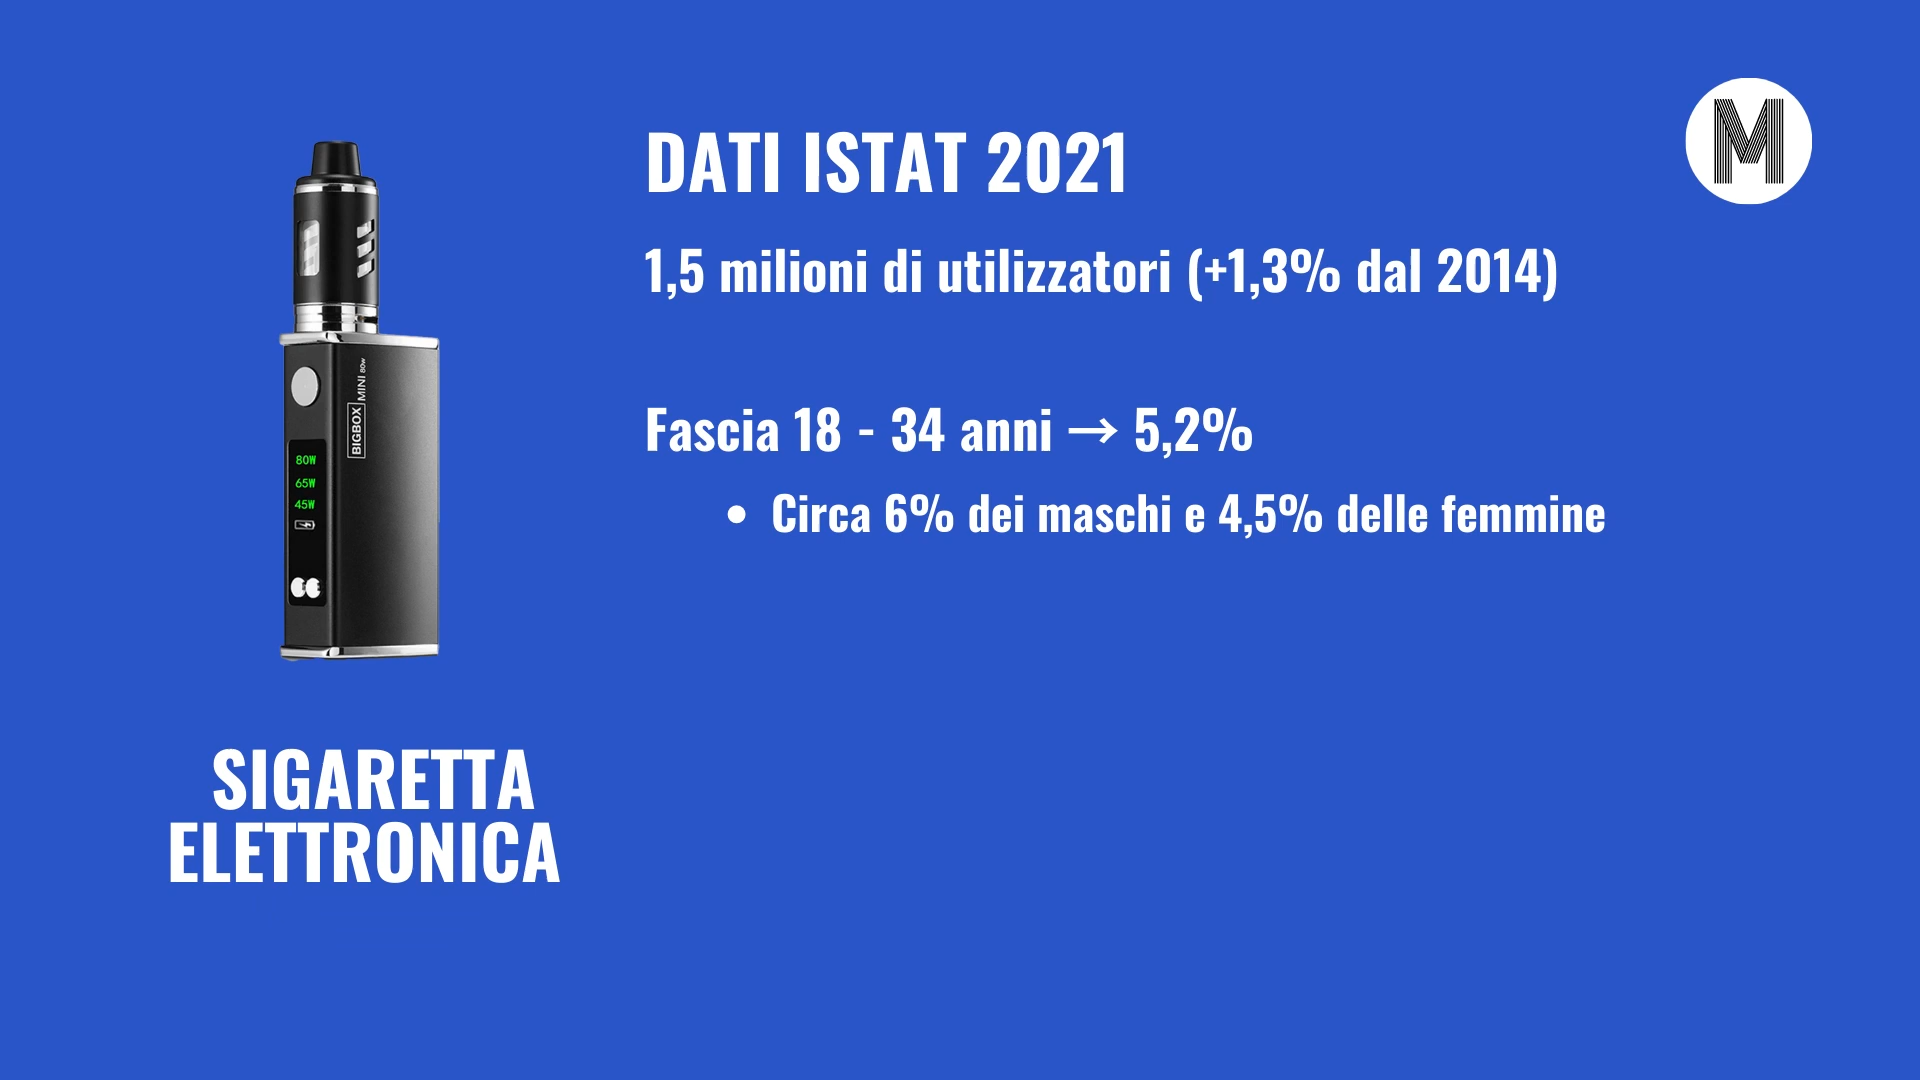 DATI ISTAT 2021
M
1,5 milioni di utilizzatori (+1,3% dal 2014)
Fascia 18 - 34 anni → 5,2%
• Circa 6% dei maschi e 4,5% delle femmine
BIGBOX MINI 80w
80W
65W
45W
SIGARETTA
ELETTRONICA